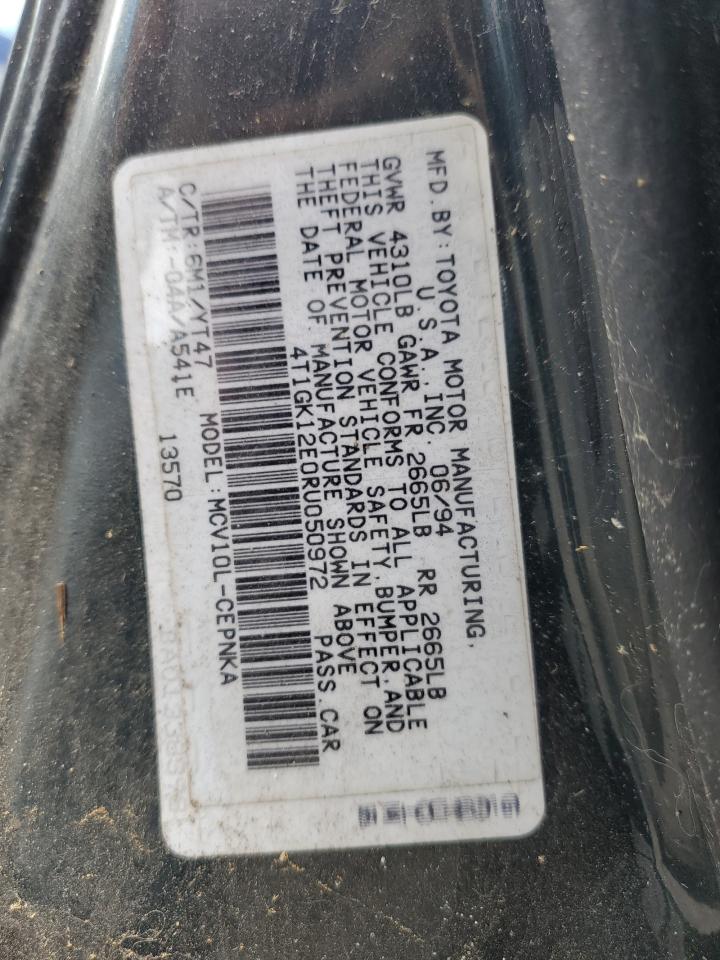 MFD. BY: TOYOTA MOTOR MANUFACTURING,
U.S.A., INC. 06/94
GVWR 4310LB GAWR FR 2665LB RR 2665LB
THIS VEHICLE CONFORMS TO ALL APPLICABLE
FEDERAL MOTOR VEHICLE SAFETY, BUMPER, AND
THEFT PREVENTION STANDARDS IN EFFECT ON
THE DATE OF MANUFACTURE SHOWN ABOVE
4T1GK12E0RU050972 PASS.CAR
MODEL: MCV10L-CEPNKA
C/TR: 6M1/YT47
A/TM: -04A/A541E 13570